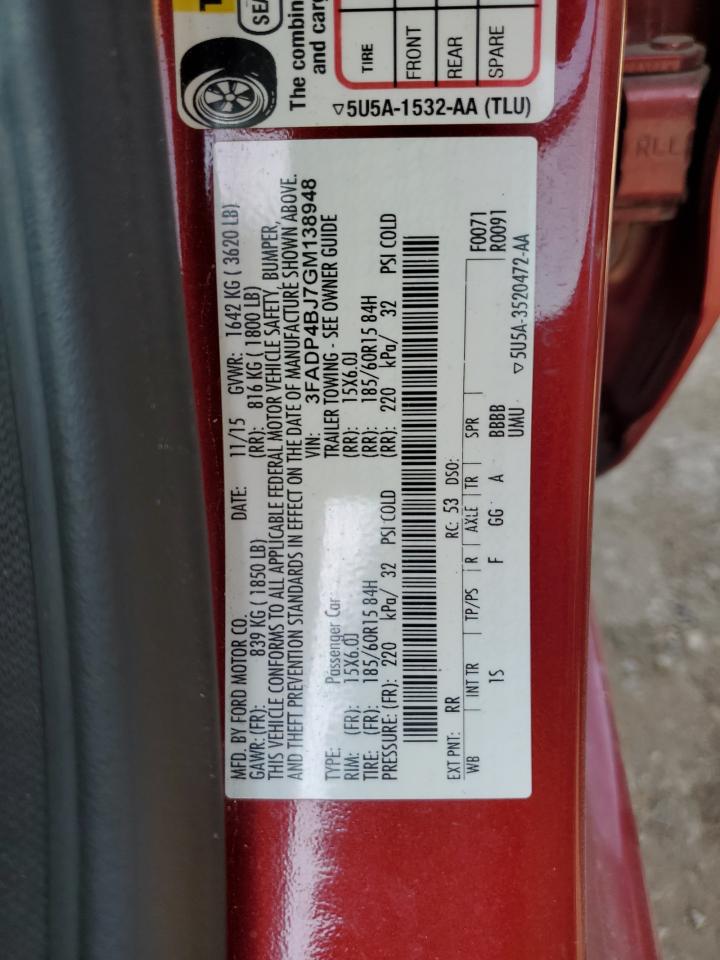 SEA
The combin
and carg
TIRE
FRONT
REAR
SPARE
5U5A-1532-AA (TLU)
MFD. BY FORD MOTOR CO. DATE: 11/15 GVWR: 1642 KG ( 3620 LB)
GAWR: (FR): 839 KG ( 1850 LB) (RR): 816 KG ( 1800 LB)
THIS VEHICLE CONFORMS TO ALL APPLICABLE FEDERAL MOTOR VEHICLE SAFETY, BUMPER,
AND THEFT PREVENTION STANDARDS IN EFFECT ON THE DATE OF MANUFACTURE SHOWN ABOVE.
VIN: 3FADP4BJ7GM138948
TYPE: Passenger Car TRAILER TOWING - SEE OWNER GUIDE
RIM: (FR): 15X6.0J (RR): 15X6.0J
TIRE: (FR): 185/60R15 84H (RR): 185/60R15 84H
PRESSURE: (FR): 220 kPa/ 32 PSI COLD (RR): 220 kPa/ 32 PSI COLD
EXT PNT: RR RC: 53 DSO: F0071
WB INT TR TP/PS R AXLE TR SPR R0091
1S F GG A BBBB
UMU
5U5A-3520472-AA